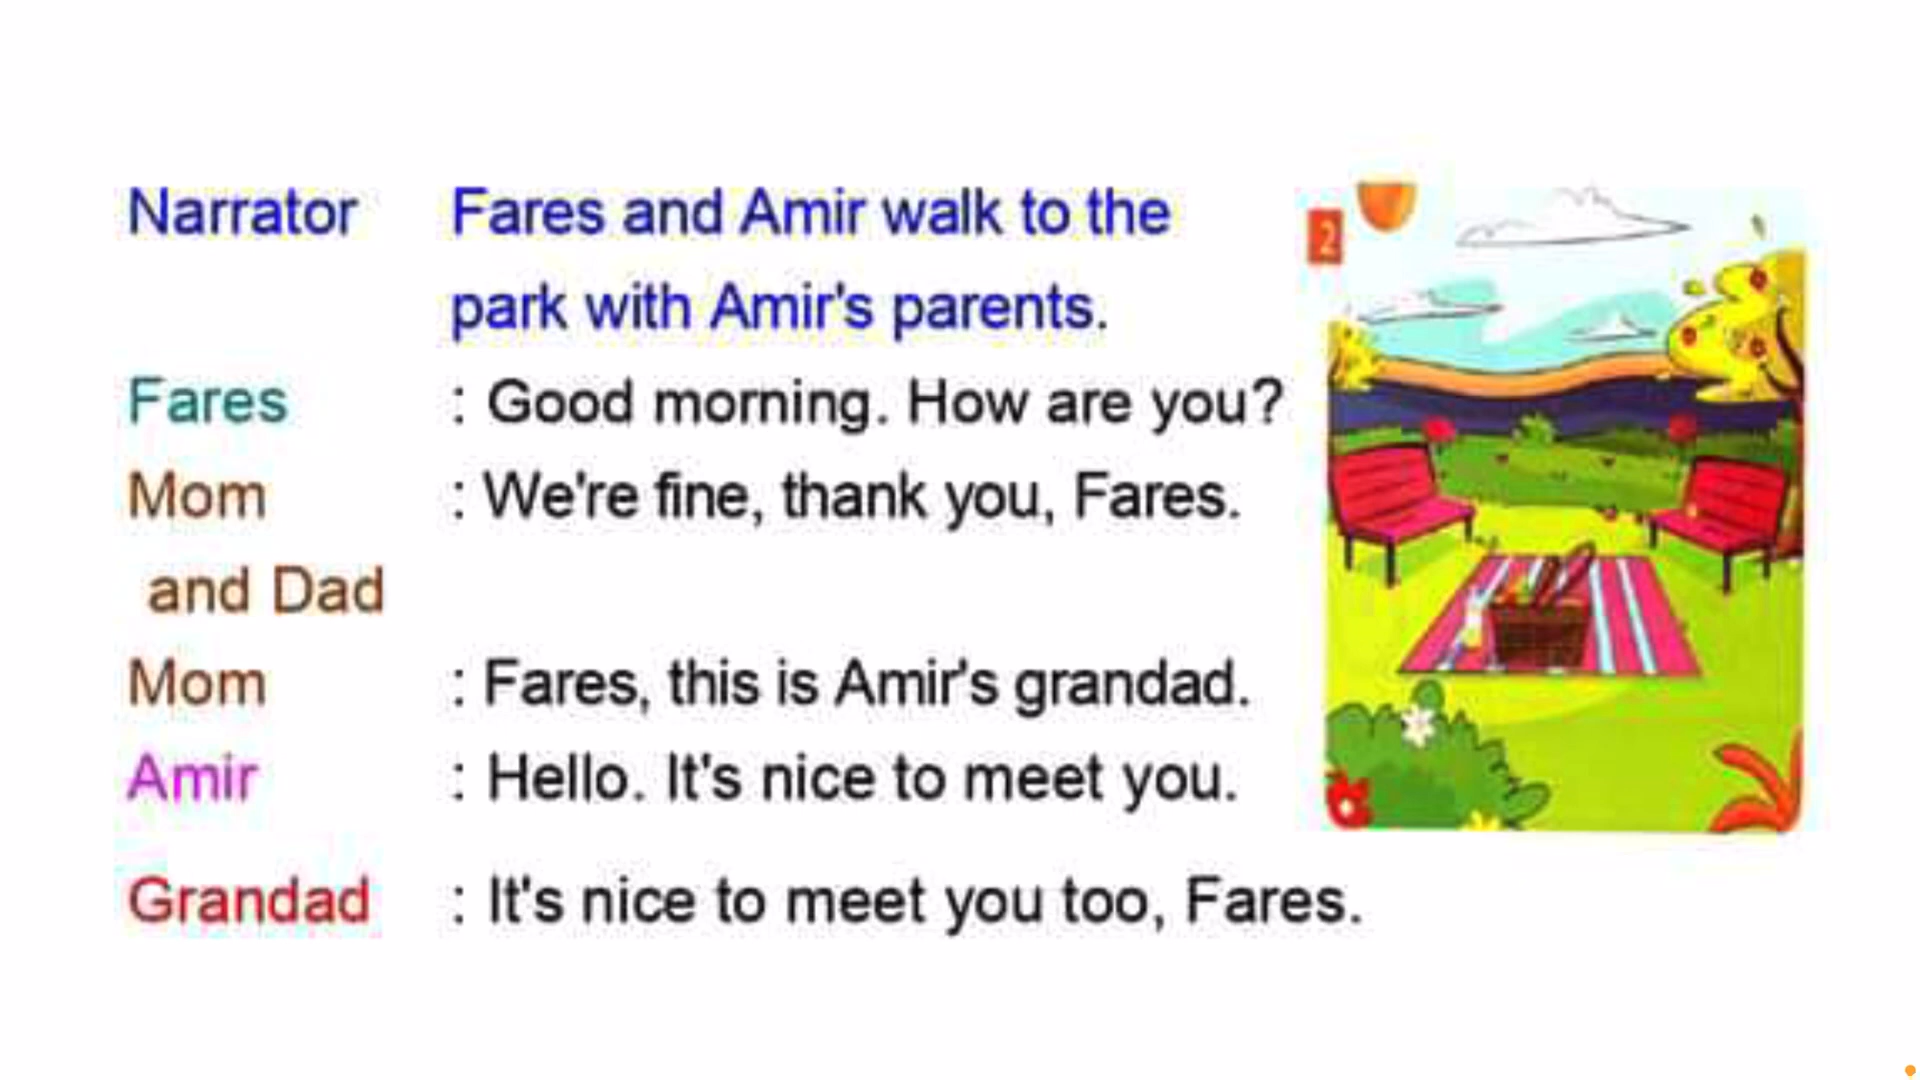 Narrator Fares and Amir walk to the
park with Amir's parents.
Fares : Good morning. How are you?
Mom : We're fine, thank you, Fares.
and Dad
Mom : Fares, this is Amir's grandad.
Amir : Hello. It's nice to meet you.
Grandad : It's nice to meet you too, Fares.
2